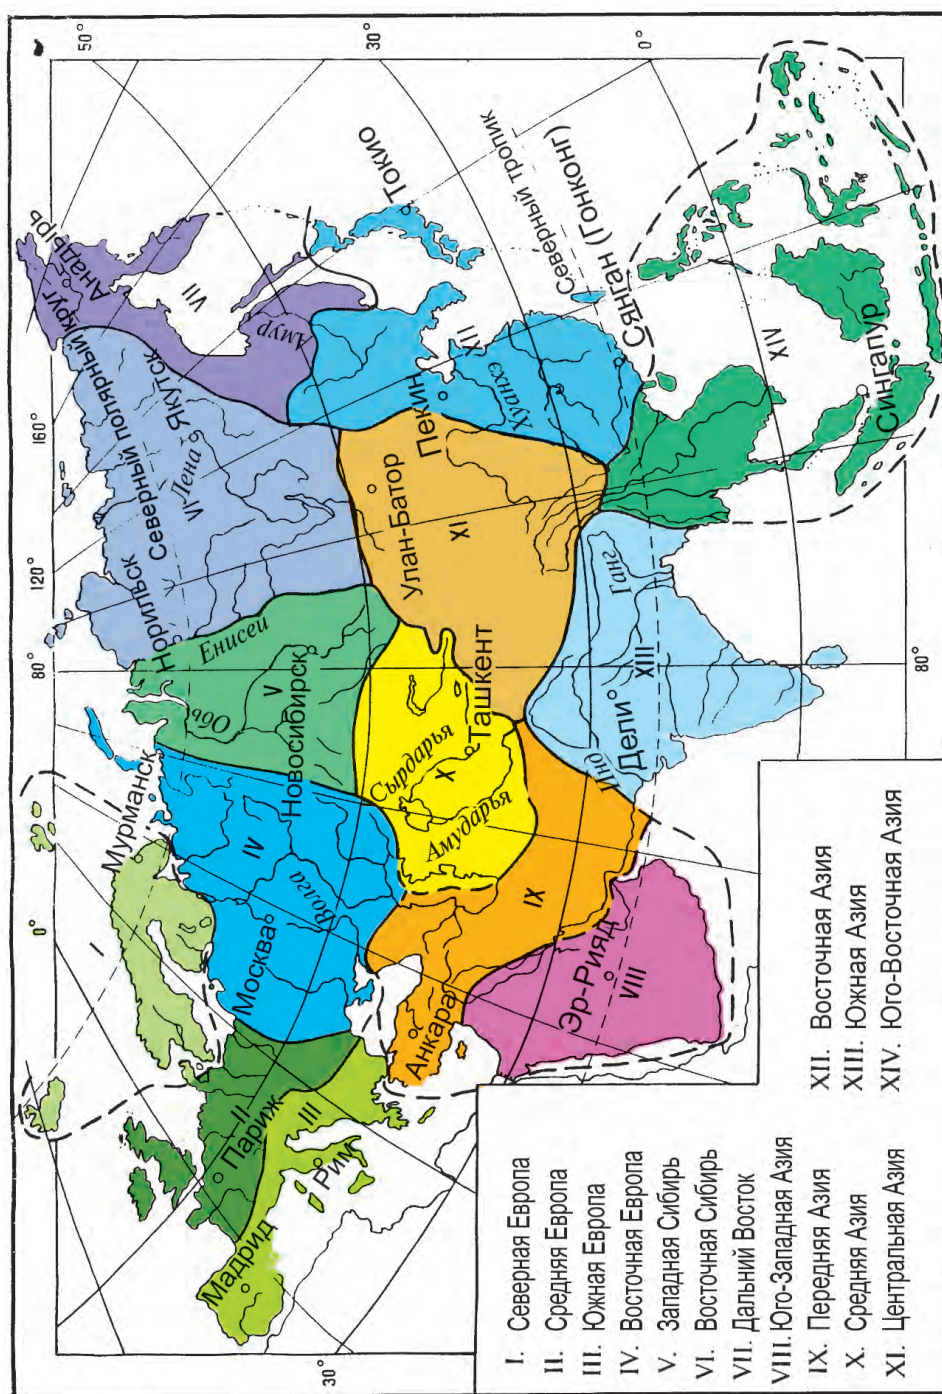 50°
30°
0°
160°
120°
80°
0°
30°
80°
Северный полярный круг
Северный тропик
Анадырь
VII
Амур
Якутск
Лена
VI
Норильск
Енисей
Обь
V
Новосибирск
Мурманск
IV
Волга
Москва
II
Париж
III
Рим
Мадрид
Токио
XII
Пекин
Хуанхэ
Сянган (Гонконг)
Улан-Батор
XI
Ташкент
Сырдарья
X
Амударья
IX
Анкара
Эр-Рияд
VIII
Инд
Дели
XIII
Ганг
XIV
Сингапур
I. Северная Европа
II. Средняя Европа
III. Южная Европа
IV. Восточная Европа
V. Западная Сибирь
VI. Восточная Сибирь
VII. Дальний Восток
VIII. Юго-Западная Азия
IX. Передняя Азия
X. Средняя Азия
XI. Центральная Азия
XII. Восточная Азия
XIII. Южная Азия
XIV. Юго-Восточная Азия